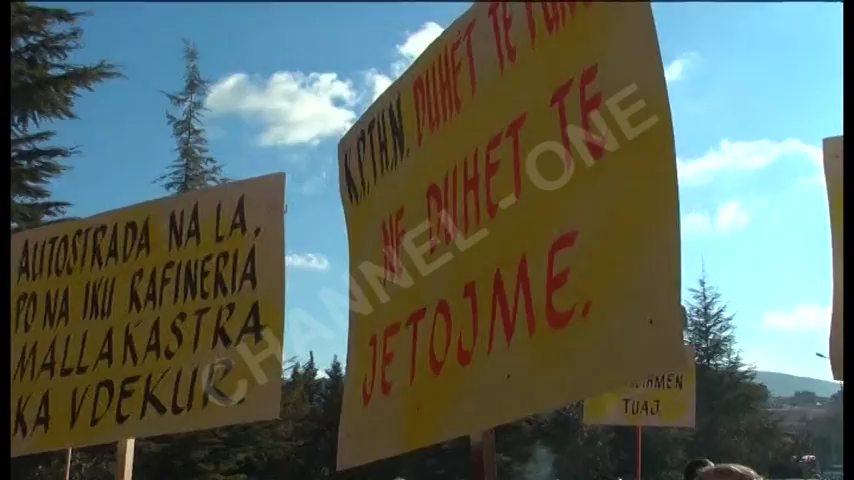 AUTOSTRADA NA LA,
PO NA IKU RAFINERIA
MALLAKASTRA
KA VDEKUR.
K.P.TH.N. DUHET TE
NE DUHET TE
JETOJME.
TUAJ
CHANNEL - ONE